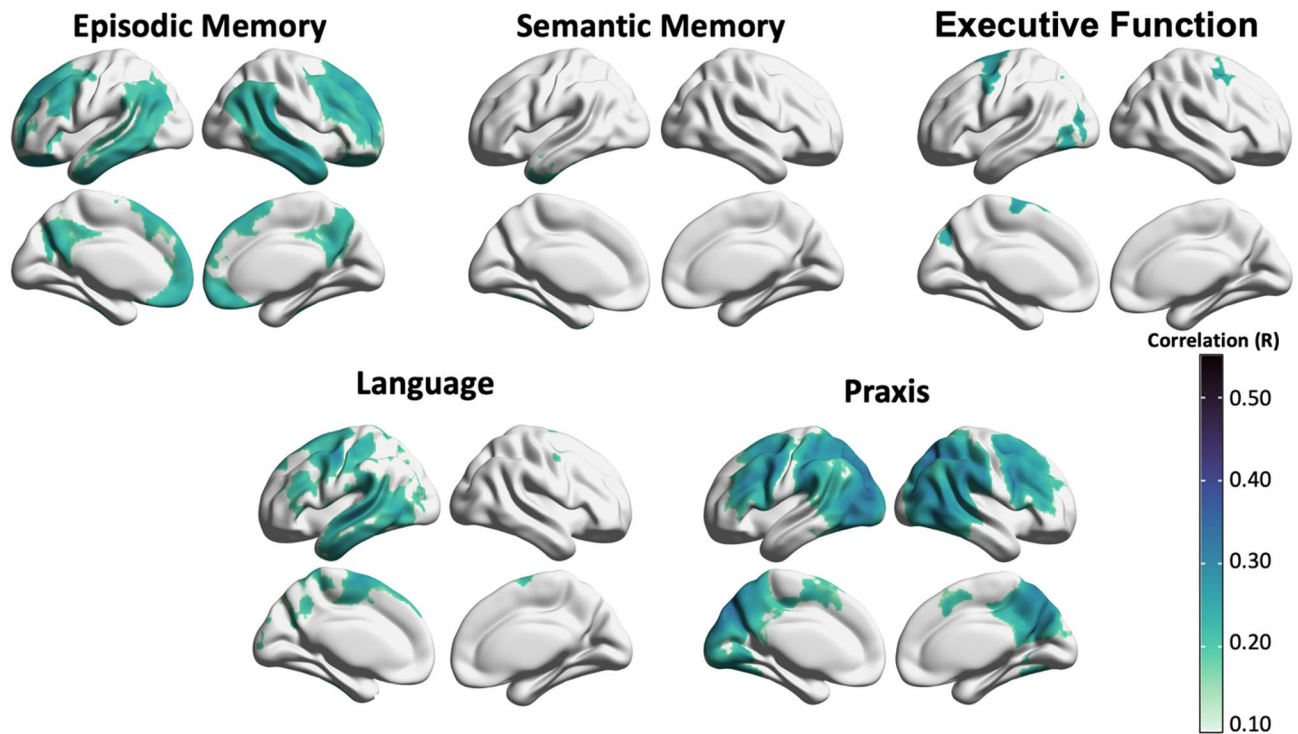 Episodic Memory
Semantic Memory
Executive Function
Correlation (R)
Language
Praxis
0.50
0.40
0.30
0.20
0.10